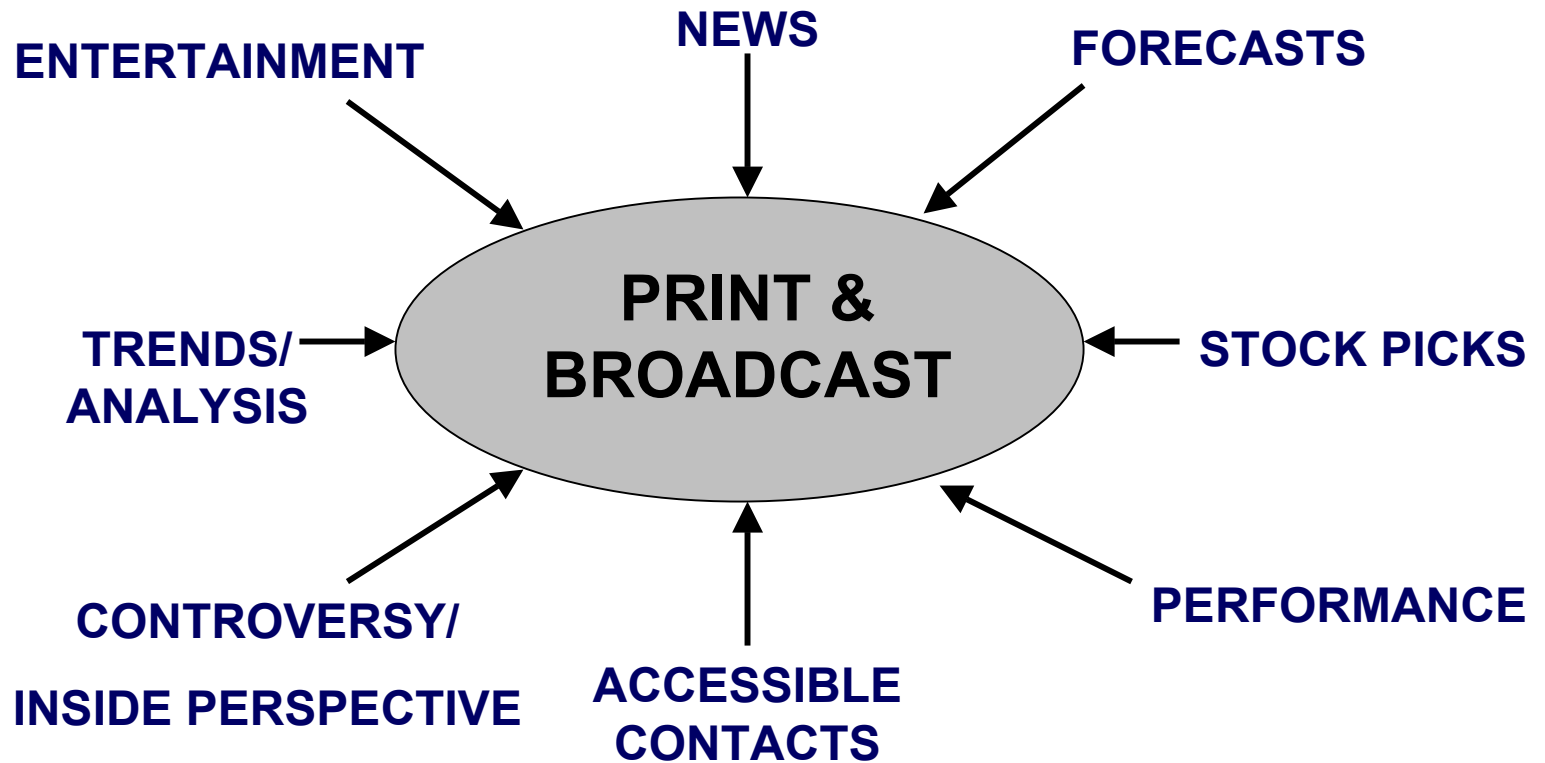 NEWS
ENTERTAINMENT
FORECASTS
PRINT &
BROADCAST
TRENDS/
ANALYSIS
STOCK PICKS
CONTROVERSY/
INSIDE PERSPECTIVE
ACCESSIBLE
CONTACTS
PERFORMANCE